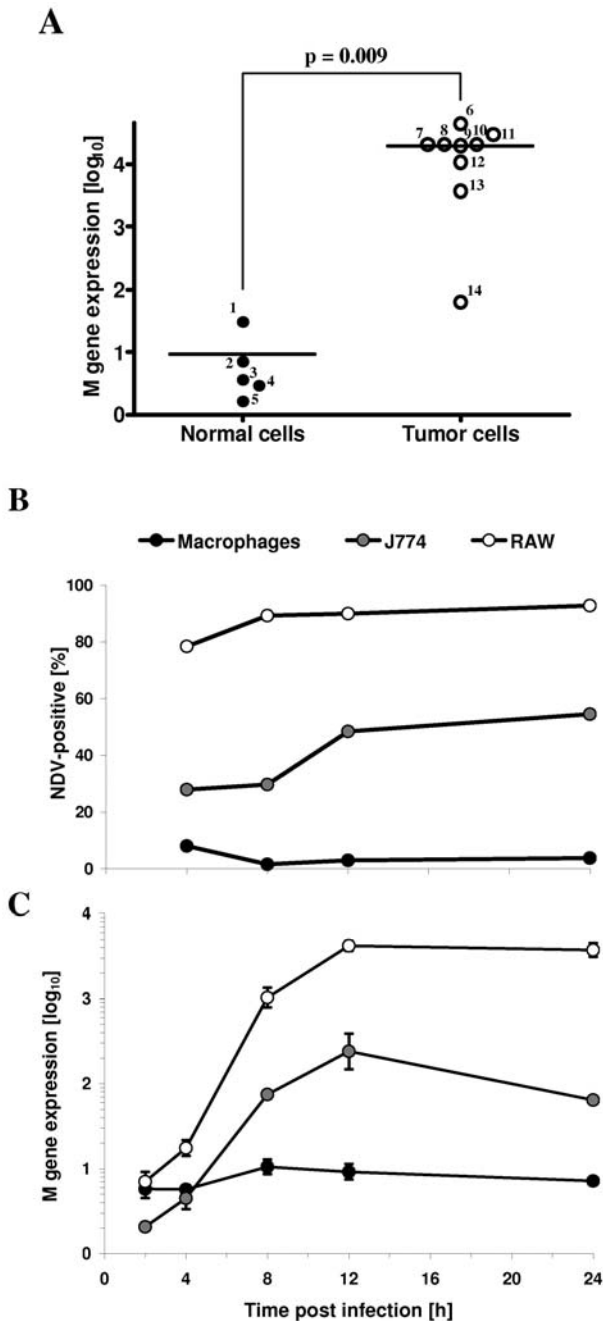 A
p = 0.009
M gene expression [log10]
4
3
2
1
0
6
7 8 9 10 11
12
13
14
1
2
3
4
5
Normal cells Tumor cells
B
Macrophages J774 RAW
NDV-positive [%]
100
80
60
40
20
0
C
M gene expression [log10]
4
3
2
1
0
0 4 8 12 16 20 24
Time post infection [h]